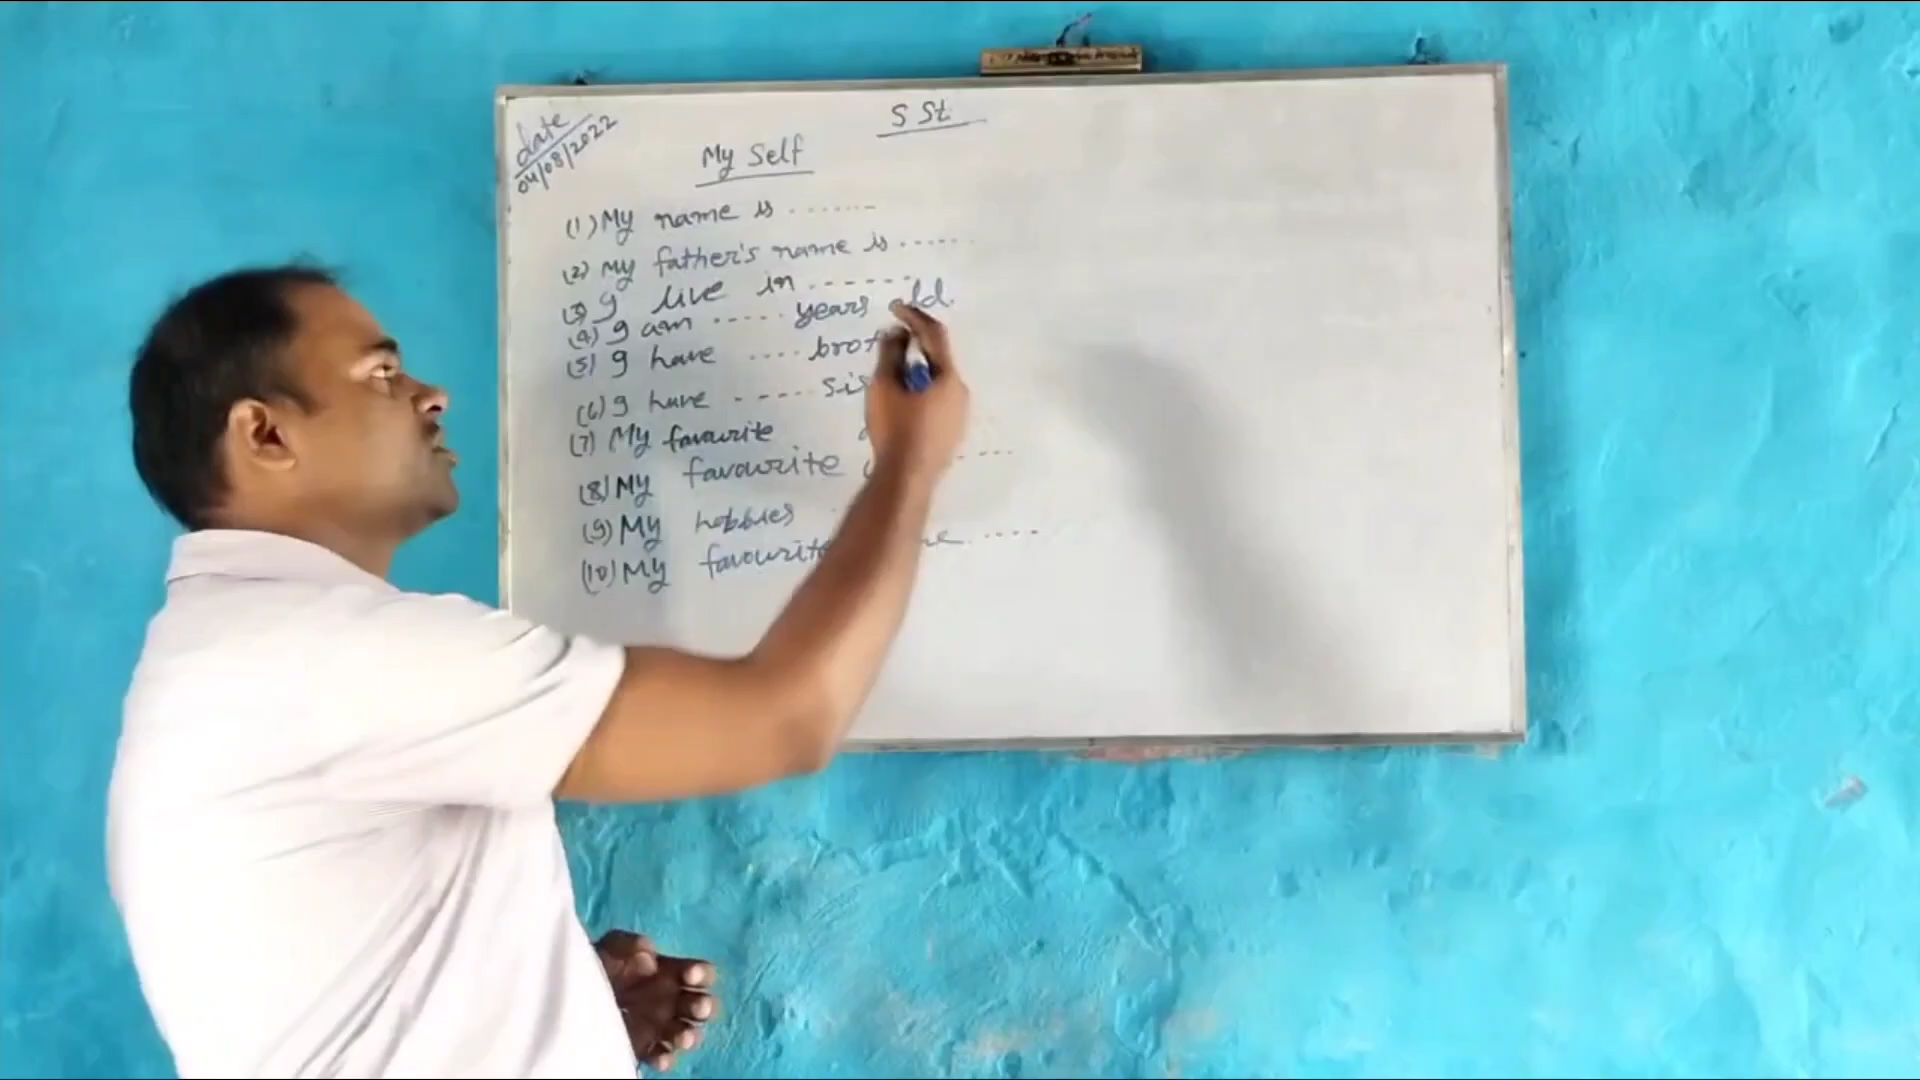 date
04/08/2022
S St
My Self
(1) My name is .......
(2) My father's name is ......
(3) I live in .......
(4) I am ..... years old.
(5) I have .... brot
(6) I have ..... sis
(7) My favourite
(8) My favourite ....
(9) My hobbies
(10) My favourite .....